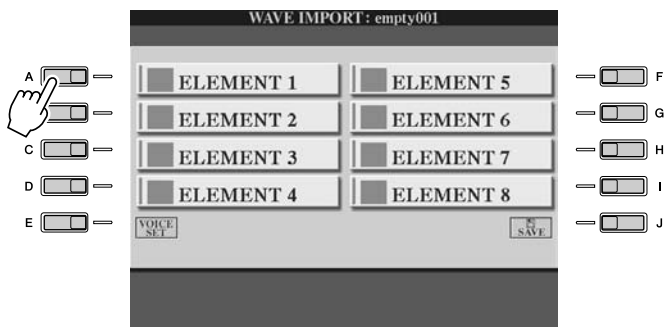 WAVE IMPORT: empty001
A ELEMENT 1 ELEMENT 5 F
ELEMENT 2 ELEMENT 6 G
C ELEMENT 3 ELEMENT 7 H
D ELEMENT 4 ELEMENT 8 I
E VOICE SET SAVE J